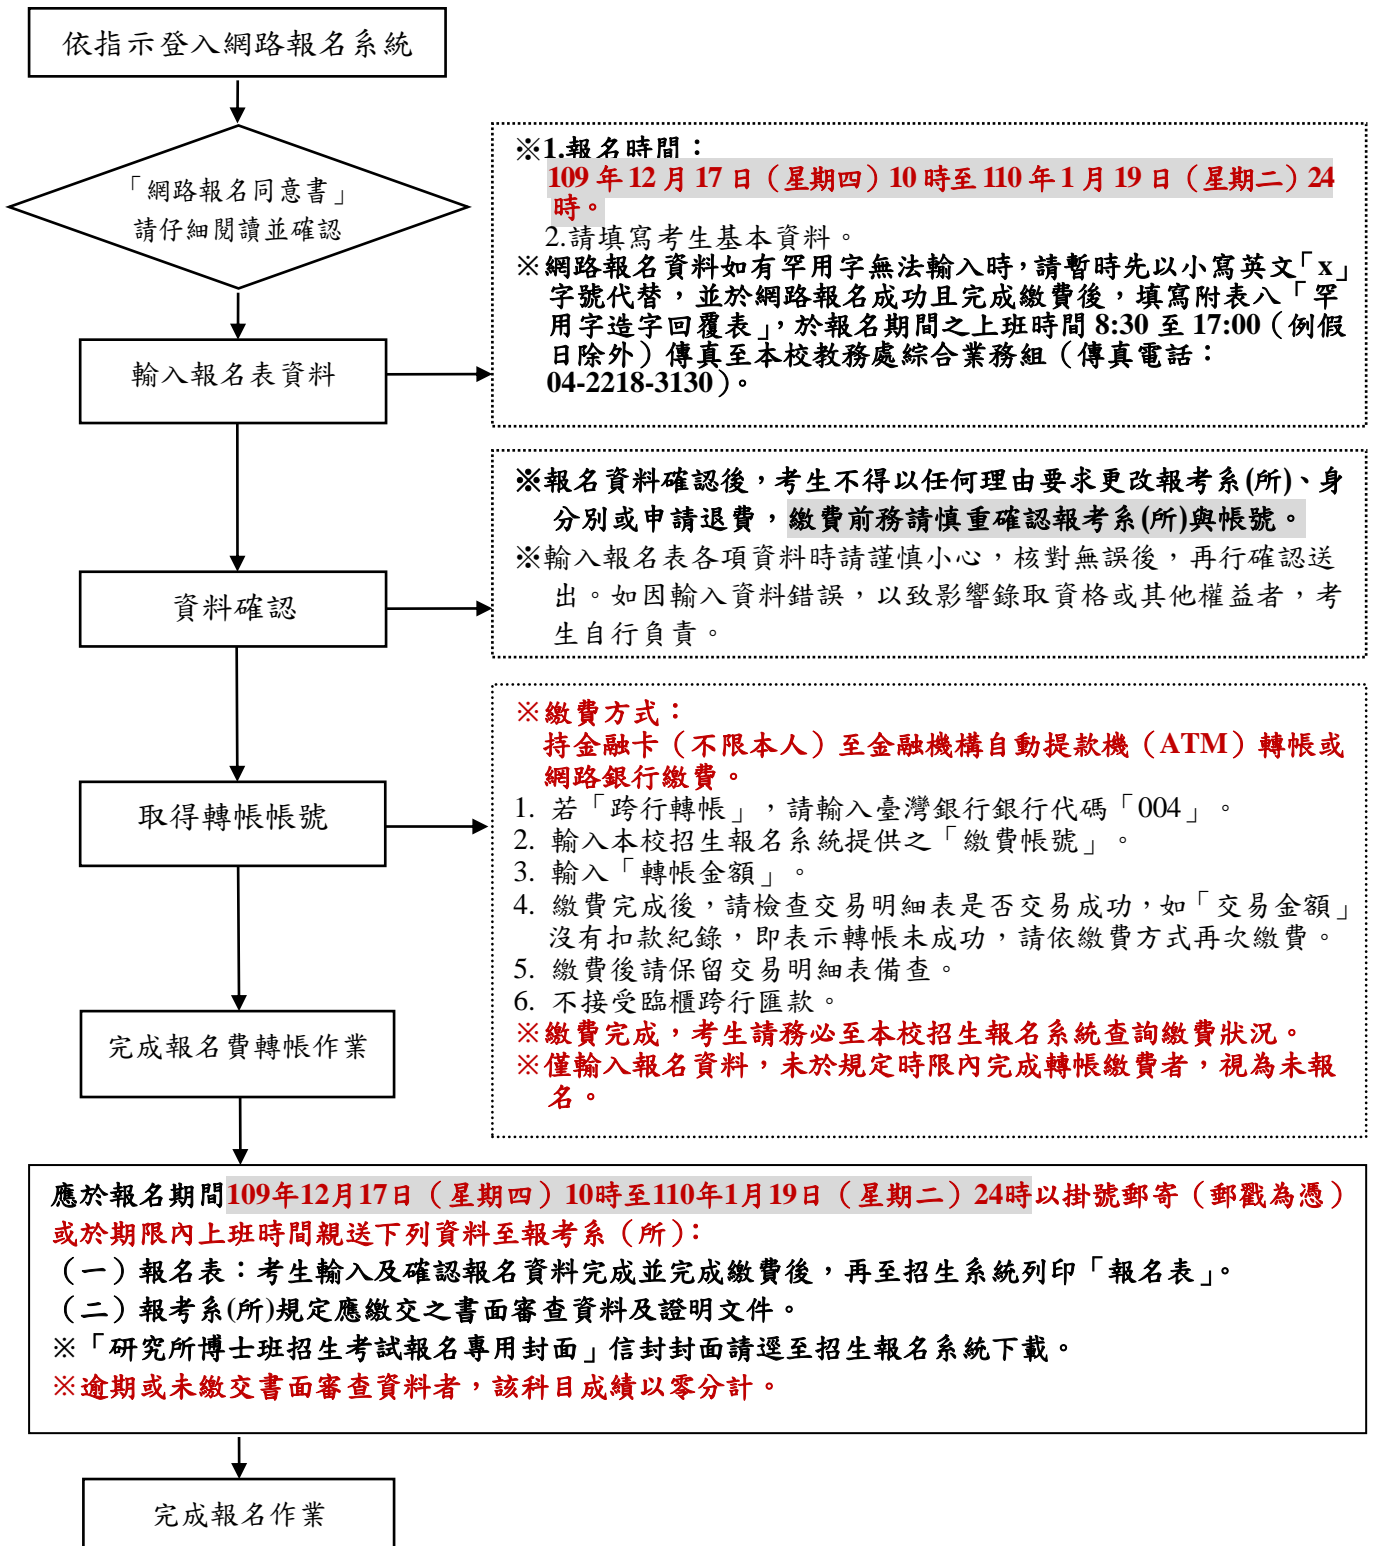 依指示登入網路報名系統
「網路報名同意書」
請仔細閱讀並確認
※1.報名時間：
109 年 12 月 17 日（星期四）10 時至 110 年 1 月 19 日（星期二）24
時。
2.請填寫考生基本資料。
※網路報名資料如有罕用字無法輸入時，請暫時先以小寫英文「x」
字號代替，並於網路報名成功且完成繳費後，填寫附表八「罕
用字造字回覆表」，於報名期間之上班時間 8:30 至 17:00（例假
日除外）傳真至本校教務處綜合業務組（傳真電話：
04-2218-3130）。
輸入報名表資料
※報名資料確認後，考生不得以任何理由要求更改報考系(所)、身
分別或申請退費，繳費前務請慎重確認報考系(所)與帳號。
※輸入報名表各項資料時請謹慎小心，核對無誤後，再行確認送
出。如因輸入資料錯誤，以致影響錄取資格或其他權益者，考
生自行負責。
資料確認
※繳費方式：
持金融卡（不限本人）至金融機構自動提款機（ATM）轉帳或
網路銀行繳費。
1. 若「跨行轉帳」，請輸入臺灣銀行銀行代碼「004」。
2. 輸入本校招生報名系統提供之「繳費帳號」。
3. 輸入「轉帳金額」。
4. 繳費完成後，請檢查交易明細表是否交易成功，如「交易金額」
沒有扣款紀錄，即表示轉帳未成功，請依繳費方式再次繳費。
5. 繳費後請保留交易明細表備查。
6. 不接受臨櫃跨行匯款。
※繳費完成，考生請務必至本校招生報名系統查詢繳費狀況。
※僅輸入報名資料，未於規定時限內完成轉帳繳費者，視為未報
名。
取得轉帳帳號
完成報名費轉帳作業
應於報名期間109年12月17日（星期四）10時至110年1月19日（星期二）24時以掛號郵寄（郵戳為憑）
或於期限內上班時間親送下列資料至報考系（所）：
（一）報名表：考生輸入及確認報名資料完成並完成繳費後，再至招生系統列印「報名表」。
（二）報考系(所)規定應繳交之書面審查資料及證明文件。
※「研究所博士班招生考試報名專用封面」信封封面請逕至招生報名系統下載。
※逾期或未繳交書面審查資料者，該科目成績以零分計。
完成報名作業